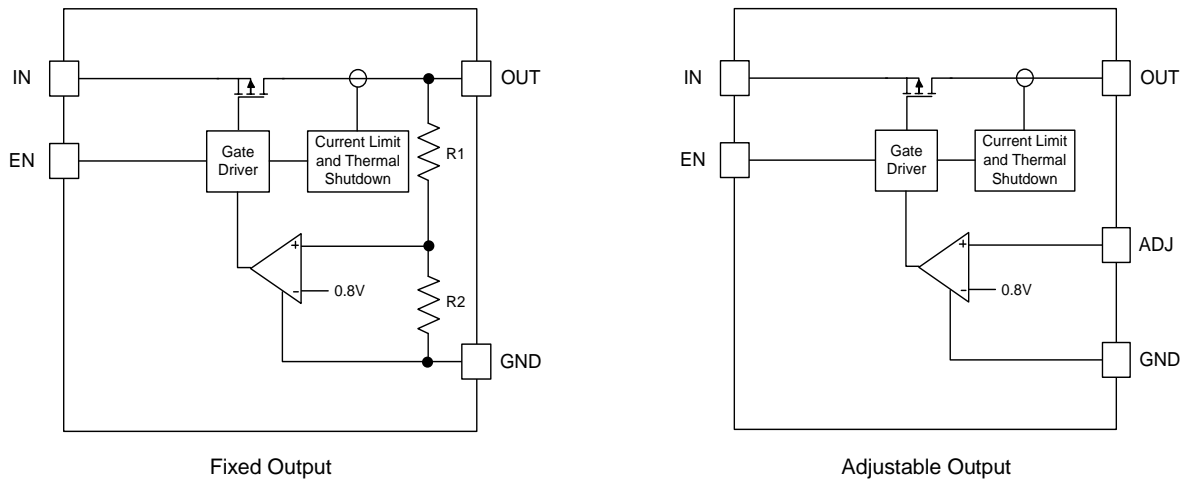 IN
OUT
EN
Gate
Driver
Current Limit
and Thermal
Shutdown
R1
+
-
0.8V
R2
GND
Fixed Output
IN
OUT
EN
Gate
Driver
Current Limit
and Thermal
Shutdown
ADJ
+
-
0.8V
GND
Adjustable Output